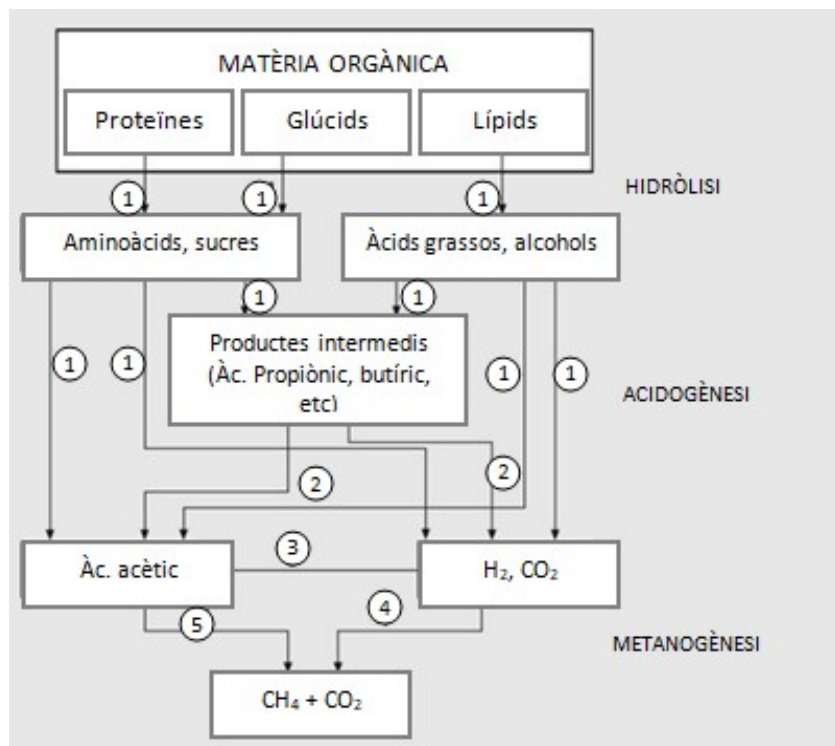 MATÈRIA ORGÀNICA
Proteïnes
Glúcids
Lípids
HIDRÒLISI
1
1
1
Aminoàcids, sucres
Àcids grassos, alcohols
1
1
Productes intermedis
(Àc. Propiònic, butíric,
etc)
1
1
1
1
ACIDOGÈNESI
2
2
Àc. acètic
3
H₂, CO₂
5
4
METANOGÈNESI
CH₄ + CO₂